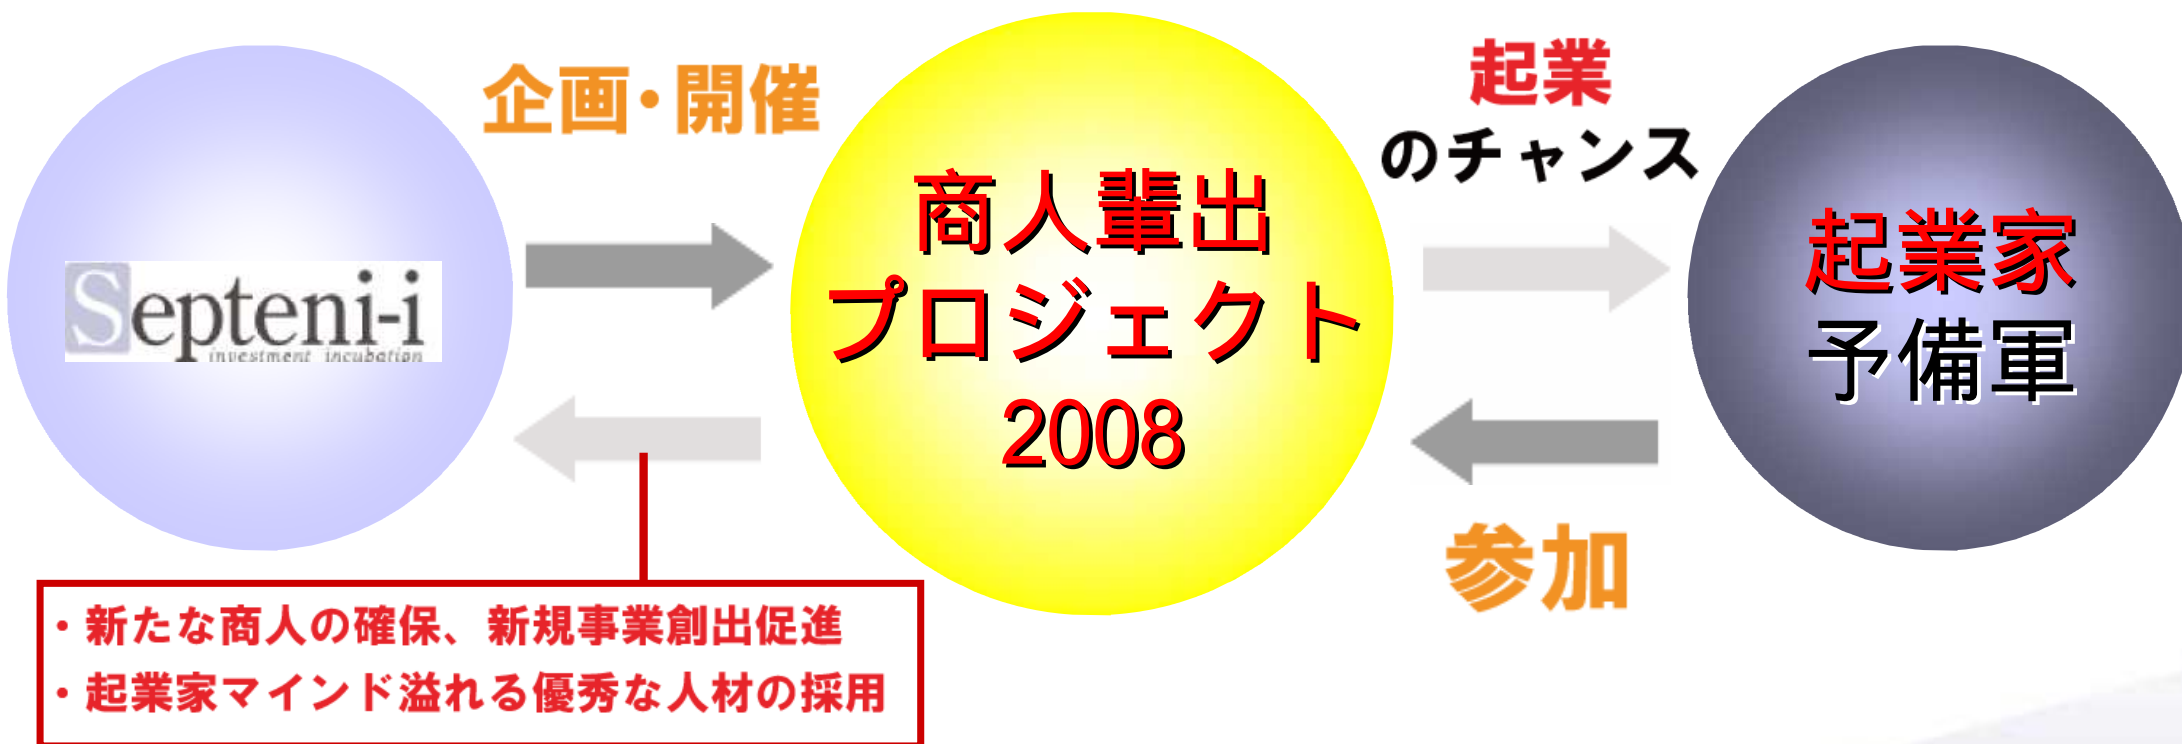 Septeni-i
investment incubation
企画・開催
商人輩出
プロジェクト
2008
起業
のチャンス
起業家
予備軍
参加
・新たな商人の確保、新規事業創出促進
・起業家マインド溢れる優秀な人材の採用